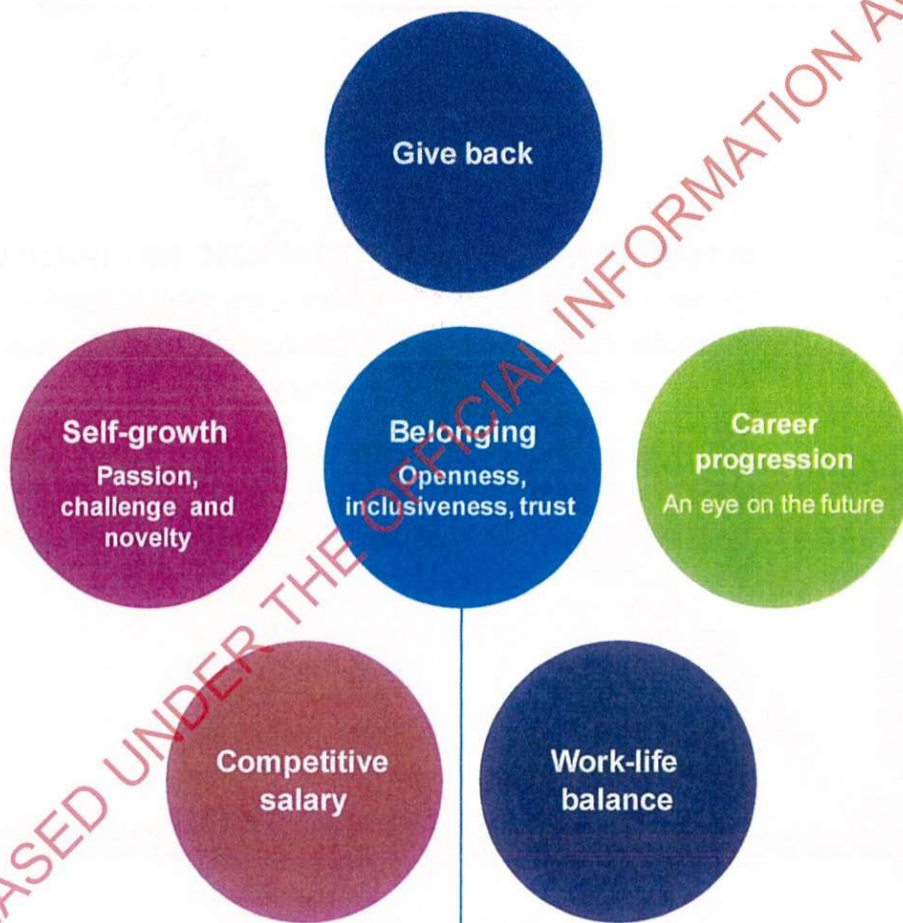 Give back
Self-growth
Passion,
challenge and
novelty
Belonging
Openness,
inclusiveness, trust
Career
progression
An eye on the future
Competitive
salary
Work-life
balance
ASED UNDER THE OFFICIAL INFORMATION A